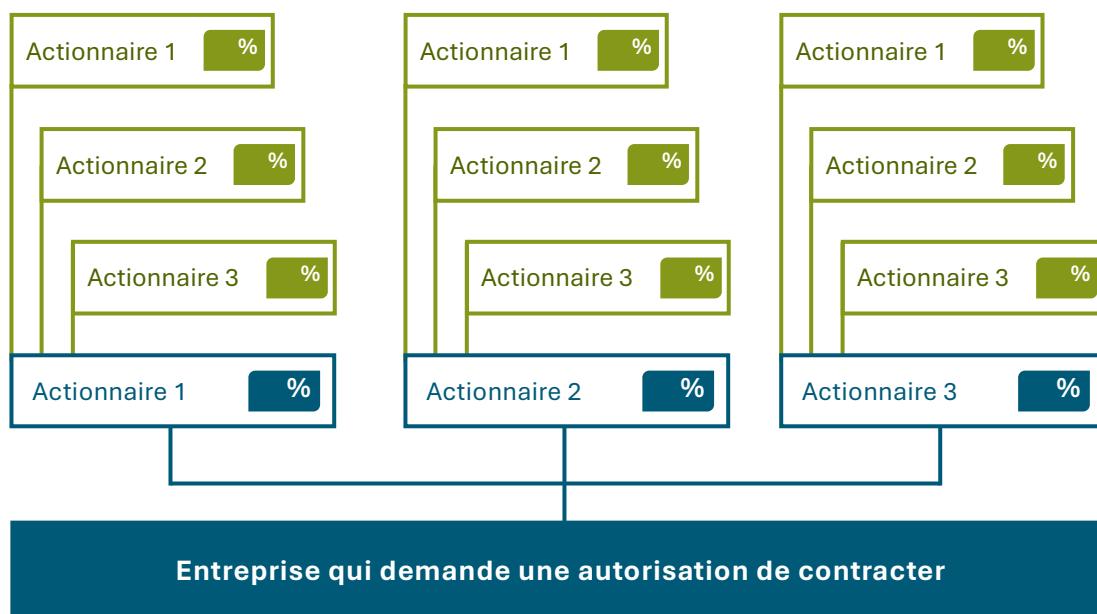 Actionnaire 1 %
Actionnaire 1 %
Actionnaire 1 %
Actionnaire 2 %
Actionnaire 2 %
Actionnaire 2 %
Actionnaire 3 %
Actionnaire 3 %
Actionnaire 3 %
Actionnaire 1 %
Actionnaire 2 %
Actionnaire 3 %
Entreprise qui demande une autorisation de contracter